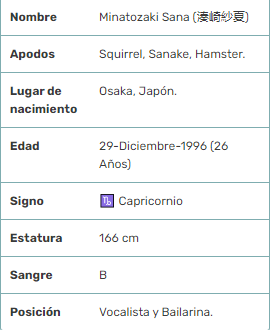 Nombre Minatozaki Sana (湊崎紗夏)
Apodos Squirrel, Sanake, Hamster.
Lugar de Osaka, Japón.
nacimiento
Edad 29-Diciembre-1996 (26
Años)
Signo ♑ Capricornio
Estatura 166 cm
Sangre B
Posición Vocalista y Bailarina.